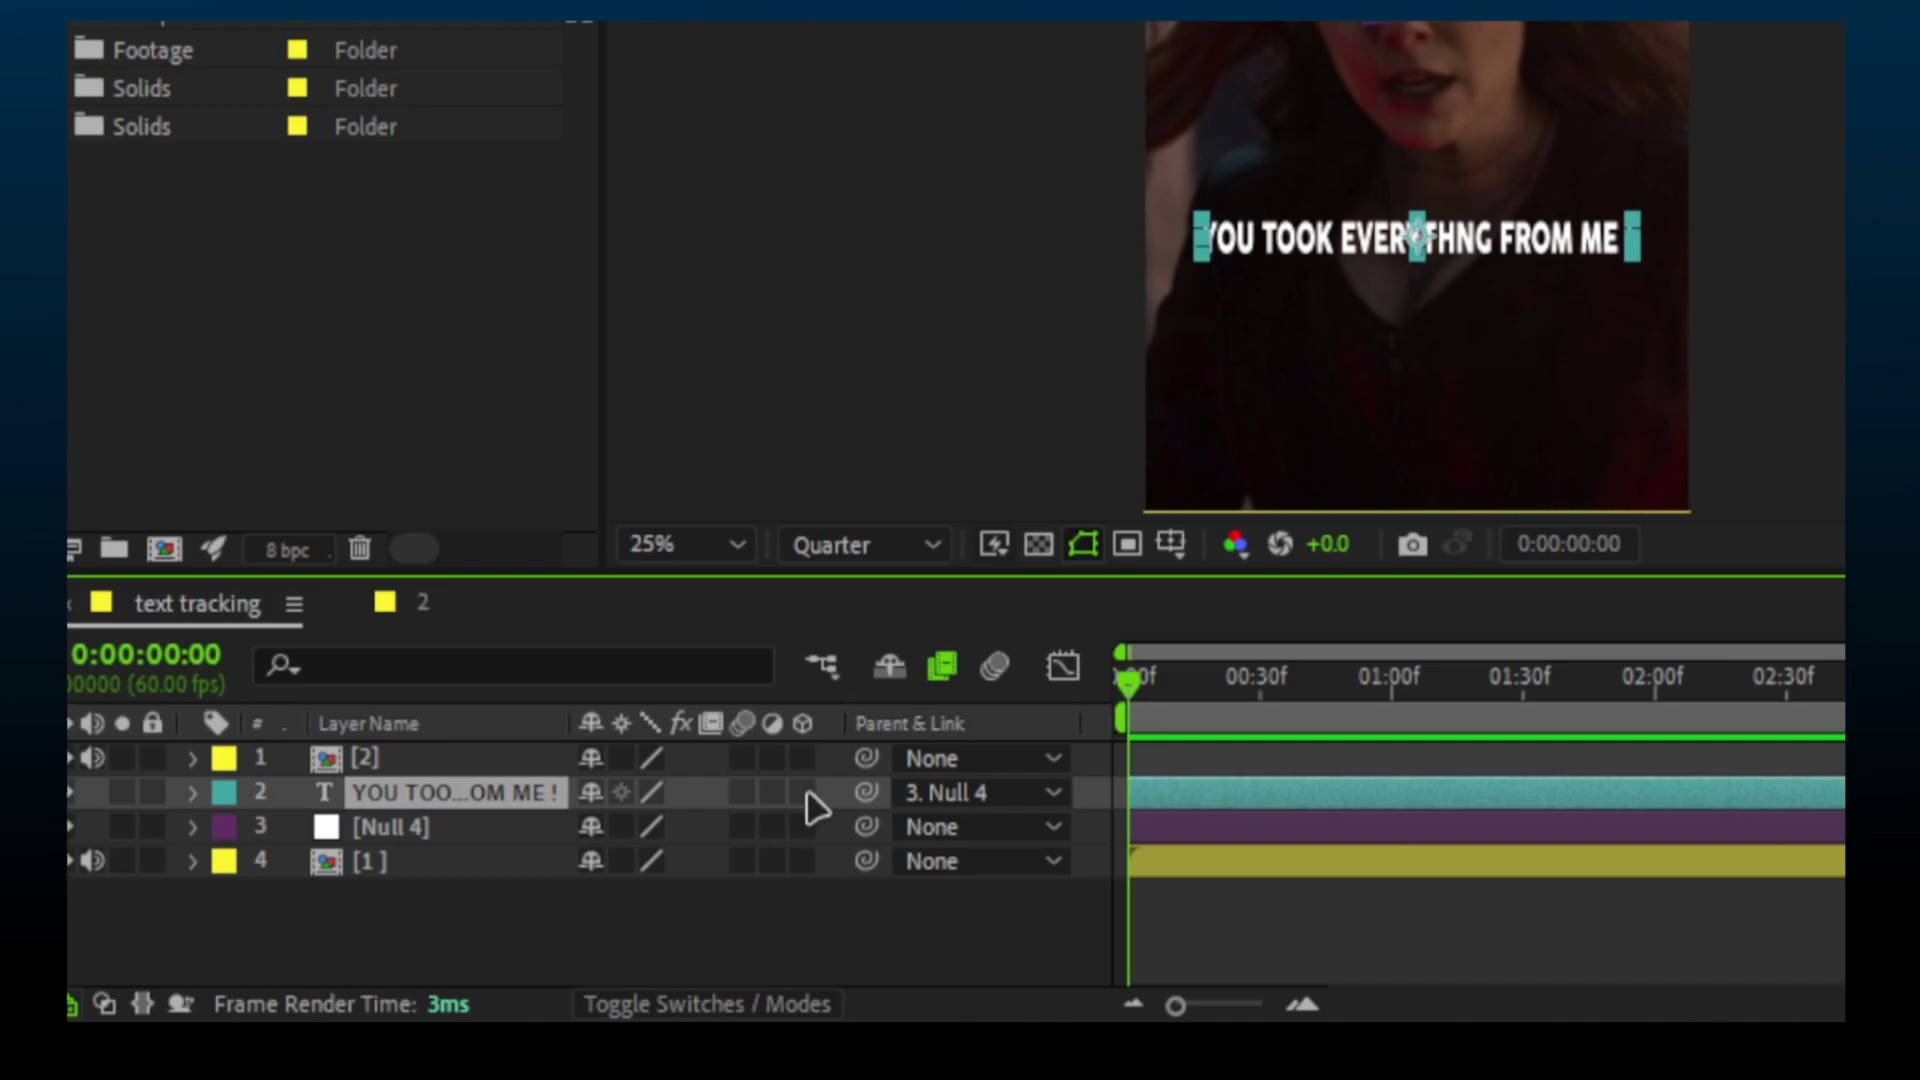 Footage Folder
Solids Folder
Solids Folder
YOU TOOK EVERYTHNG FROM ME
8 bpc
25% Quarter +0.0 0:00:00:00
text tracking 2
0:00:00:00
00000 (60.00 fps)
00:30f 01:00f 01:30f 02:00f 02:30f
# Layer Name fx Parent & Link
1 [2] None
2 T YOU TOO...OM ME ! 3. Null 4
3 [Null 4] None
4 [1 ] None
Frame Render Time: 3ms Toggle Switches / Modes